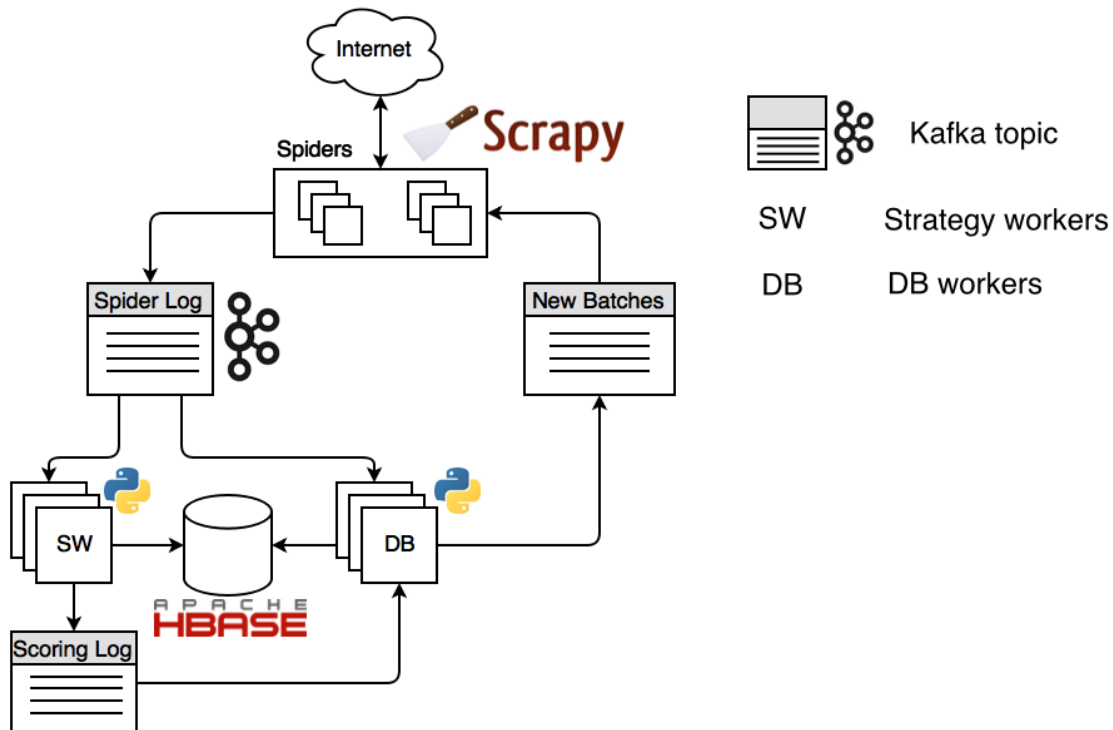 Internet
Scrapy
Spiders
Kafka topic
SW Strategy workers
DB DB workers
Spider Log
New Batches
SW
DB
APACHE
HBASE
Scoring Log